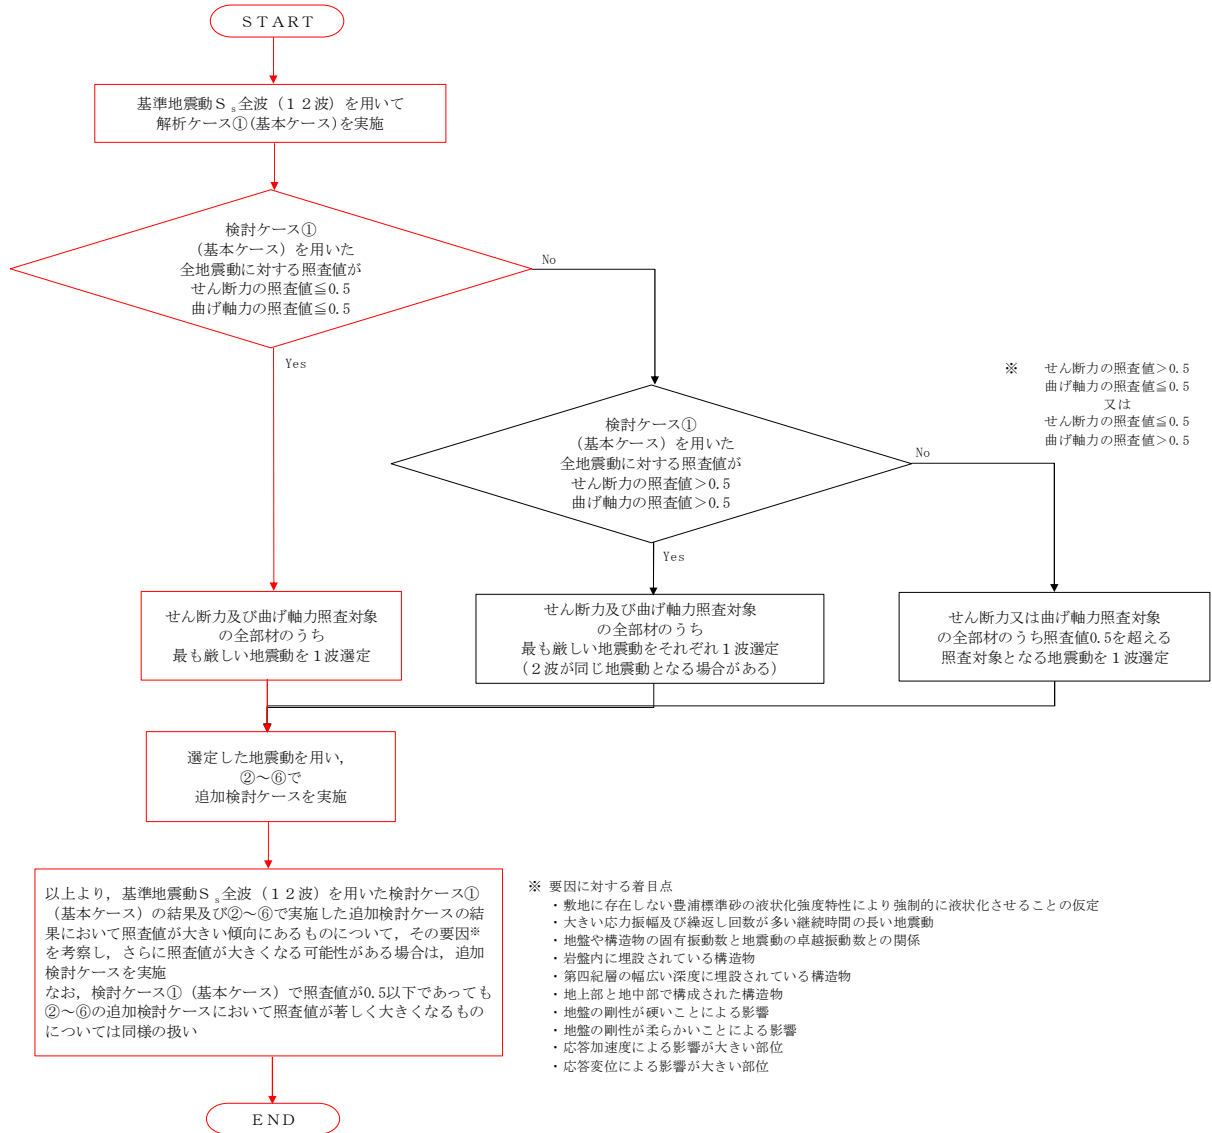 ＳＴＡＲＴ
基準地震動Ｓs全波（１２波）を用いて
解析ケース①(基本ケース)を実施
検討ケース①
（基本ケース）を用いた
全地震動に対する照査値が
せん断力の照査値≦0.5
曲げ軸力の照査値≦0.5
No
Yes
※　せん断力の照査値＞0.5
曲げ軸力の照査値≦0.5
又は
せん断力の照査値≦0.5
曲げ軸力の照査値＞0.5
検討ケース①
（基本ケース）を用いた
全地震動に対する照査値が
せん断力の照査値＞0.5
曲げ軸力の照査値＞0.5
No
Yes
せん断力及び曲げ軸力照査対象
の全部材のうち
最も厳しい地震動を１波選定
せん断力及び曲げ軸力照査対象
の全部材のうち
最も厳しい地震動をそれぞれ１波選定
（２波が同じ地震動となる場合がある）
せん断力又は曲げ軸力照査対象
の全部材のうち照査値0.5を超える
照査対象となる地震動を１波選定
選定した地震動を用い，
②～⑥で
追加検討ケースを実施
以上より，基準地震動Ｓs全波（１２波）を用いた検討ケース①
（基本ケース）の結果及び②～⑥で実施した追加検討ケースの結
果において照査値が大きい傾向にあるものについて，その要因※
を考察し，さらに照査値が大きくなる可能性がある場合は，追加
検討ケースを実施
なお，検討ケース①（基本ケース）で照査値が0.5以下であっても
②～⑥の追加検討ケースにおいて照査値が著しく大きくなるもの
については同様の扱い
※ 要因に対する着目点
・敷地に存在しない豊浦標準砂の液状化強度特性により強制的に液状化させることの仮定
・大きい応力振幅及び繰返し回数が多い継続時間の長い地震動
・地盤や構造物の固有振動数と地震動の卓越振動数との関係
・岩盤内に埋設されている構造物
・第四紀層の幅広い深度に埋設されている構造物
・地上部と地中部で構成された構造物
・地盤の剛性が硬いことによる影響
・地盤の剛性が柔らかいことによる影響
・応答加速度による影響が大きい部位
・応答変位による影響が大きい部位
ＥＮＤ